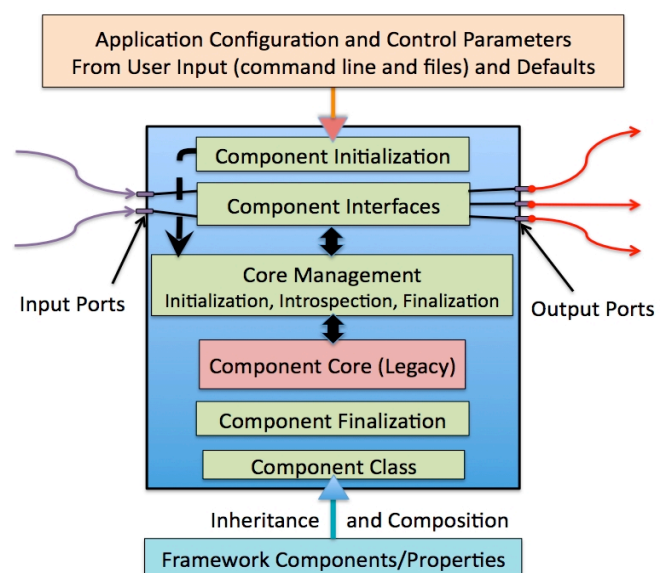 Application Configuration and Control Parameters
From User Input (command line and files) and Defaults
Component Initialization
Component Interfaces
Core Management
Initialization, Introspection, Finalization
Input Ports
Output Ports
Component Core (Legacy)
Component Finalization
Component Class
Inheritance and Composition
Framework Components/Properties